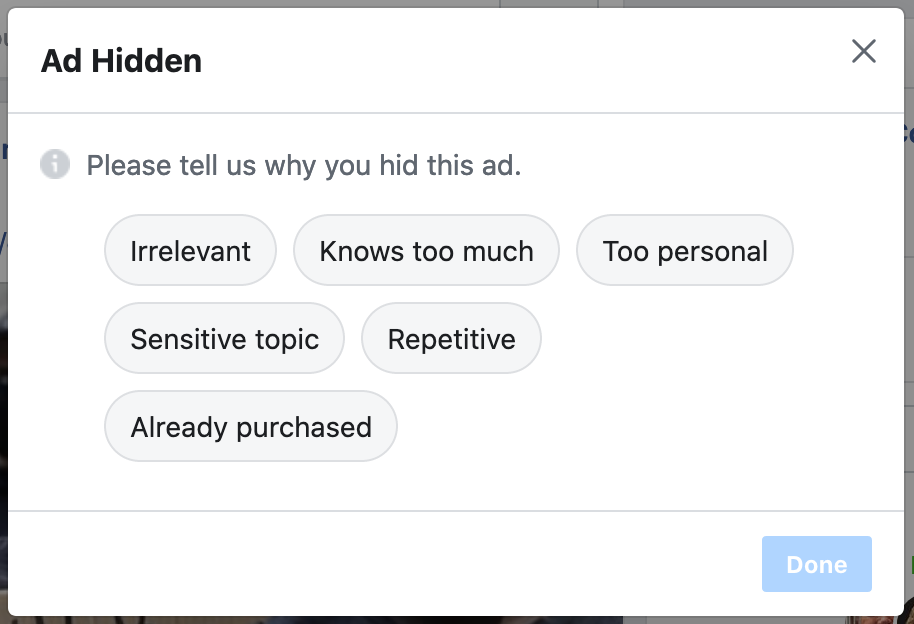 Ad Hidden
Please tell us why you hid this ad.
Irrelevant Knows too much Too personal
Sensitive topic Repetitive
Already purchased
Done